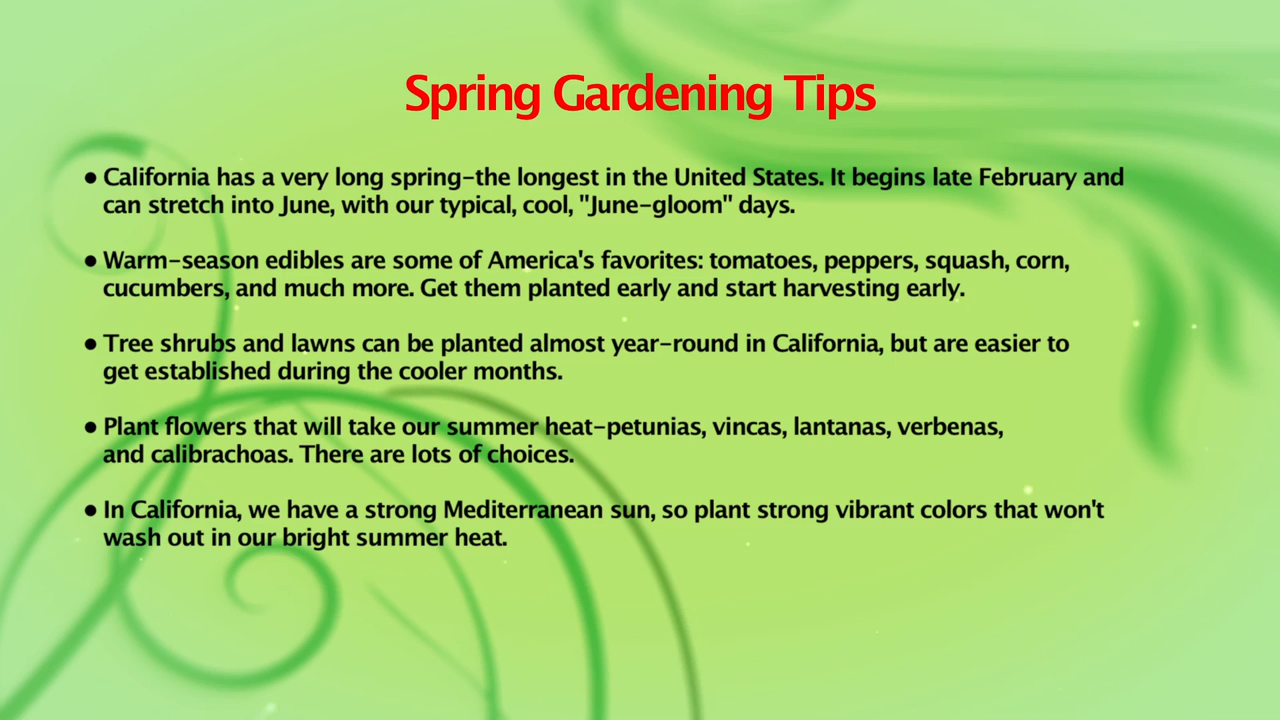 Spring Gardening Tips
● California has a very long spring–the longest in the United States. It begins late February and
can stretch into June, with our typical, cool, "June–gloom" days.
● Warm–season edibles are some of America's favorites: tomatoes, peppers, squash, corn,
cucumbers, and much more. Get them planted early and start harvesting early.
● Tree shrubs and lawns can be planted almost year–round in California, but are easier to
get established during the cooler months.
● Plant flowers that will take our summer heat–petunias, vincas, lantanas, verbenas,
and calibrachoas. There are lots of choices.
● In California, we have a strong Mediterranean sun, so plant strong vibrant colors that won't
wash out in our bright summer heat.